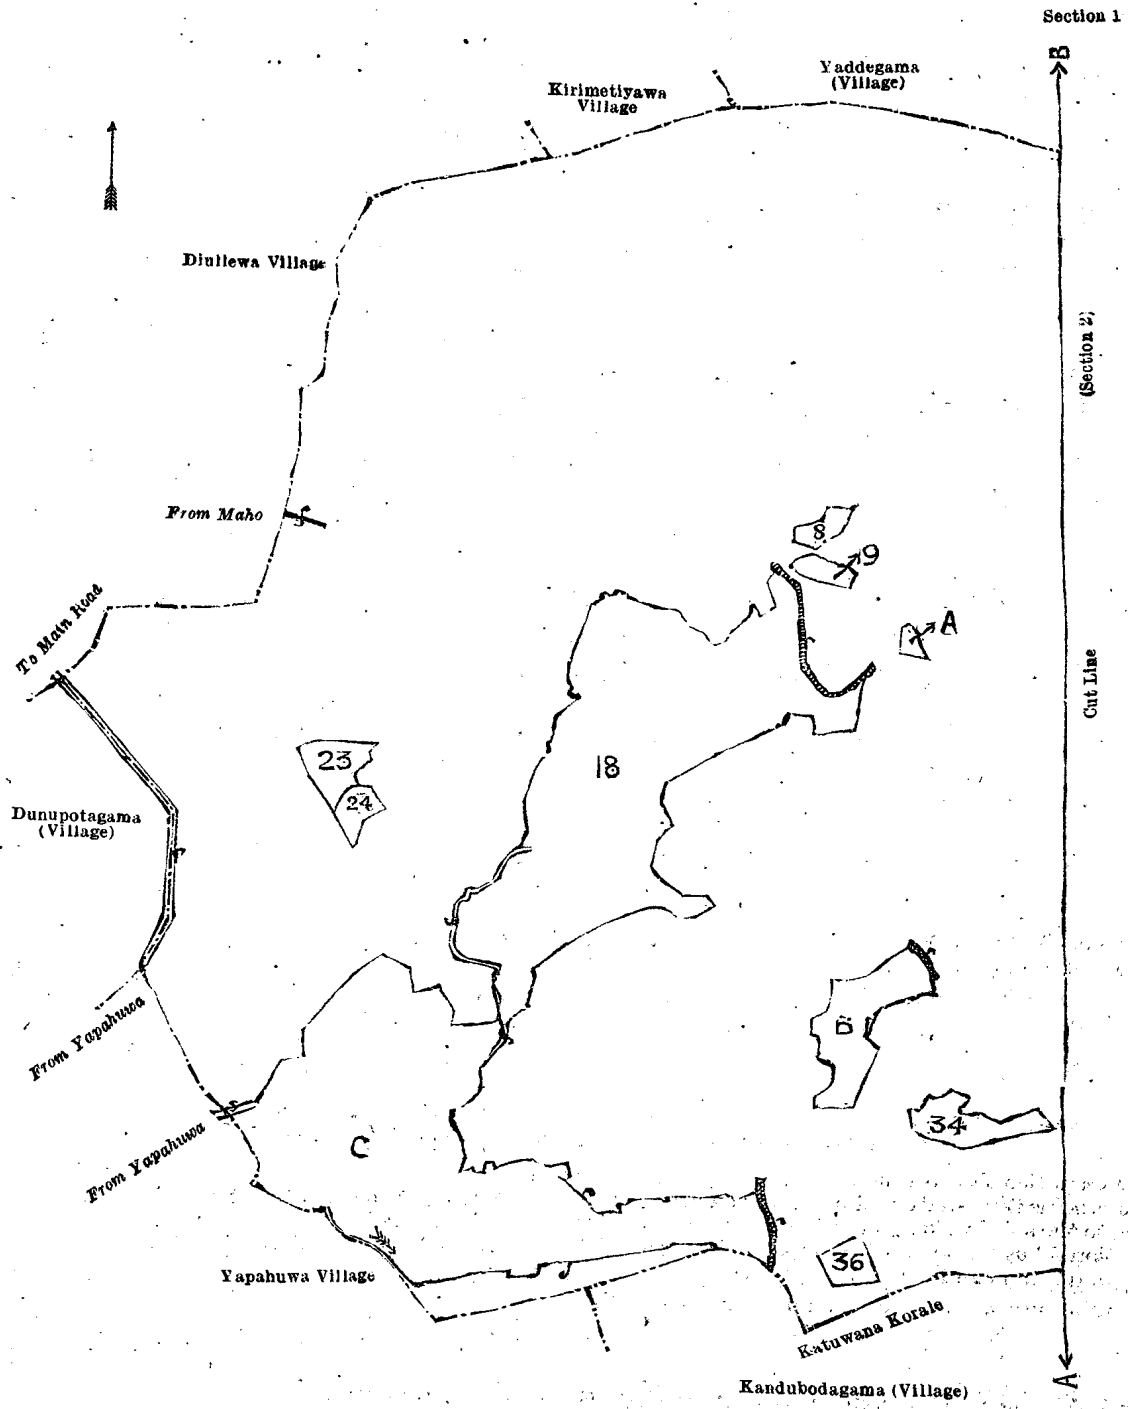 Section 1
B
Yaddegama
(Village)
Kirimetiyawa
Village
Diullewa Village
(Section 2)
From Maho
8
9
A
To Main Road
Cut Line
23
24
18
Dunupotagama
(Village)
From Yapahuwa
B
34
From Yapahuwa
C
Yapahuwa Village
36
Katuwana Korale
A
Kandubodagama (Village)